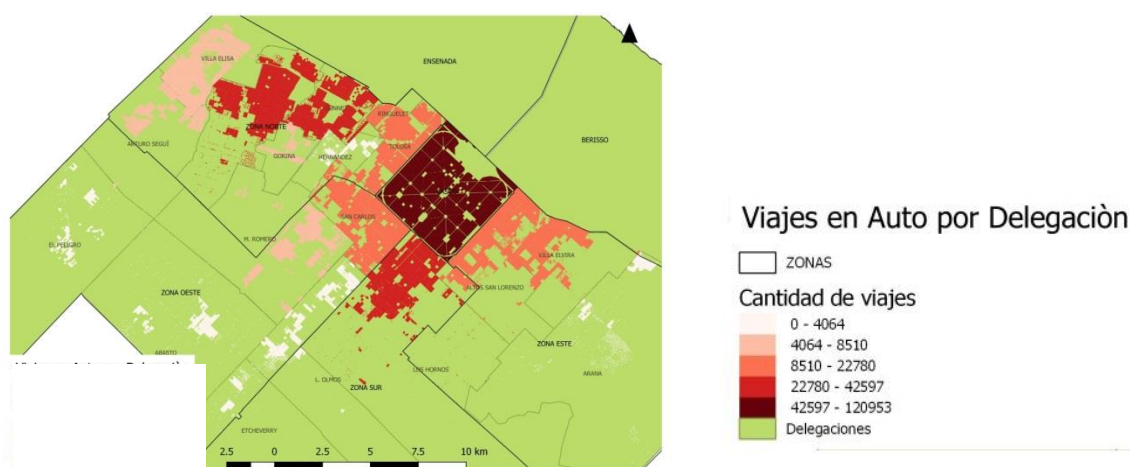 ENSENADA
VILLA ELISA
RINGUELET
ZONA NORTE
BERISSO
TOLOSA
ARTURO SEGUÍ
GORINA
HERNANDEZ
SAN CARLOS
EL PELIGRO
M. ROMERO
VILLA ELVIRA
ALTOS SAN LORENZO
ZONA OESTE
ZONA ESTE
ABASTO
LOS HORNOS
ARANA
L. OLMOS
ZONA SUR
ETCHEVERRY
2.5 0 2.5 5 7.5 10 km
Viajes en Auto por Delegaciòn
ZONAS
Cantidad de viajes
0 - 4064
4064 - 8510
8510 - 22780
22780 - 42597
42597 - 120953
Delegaciones